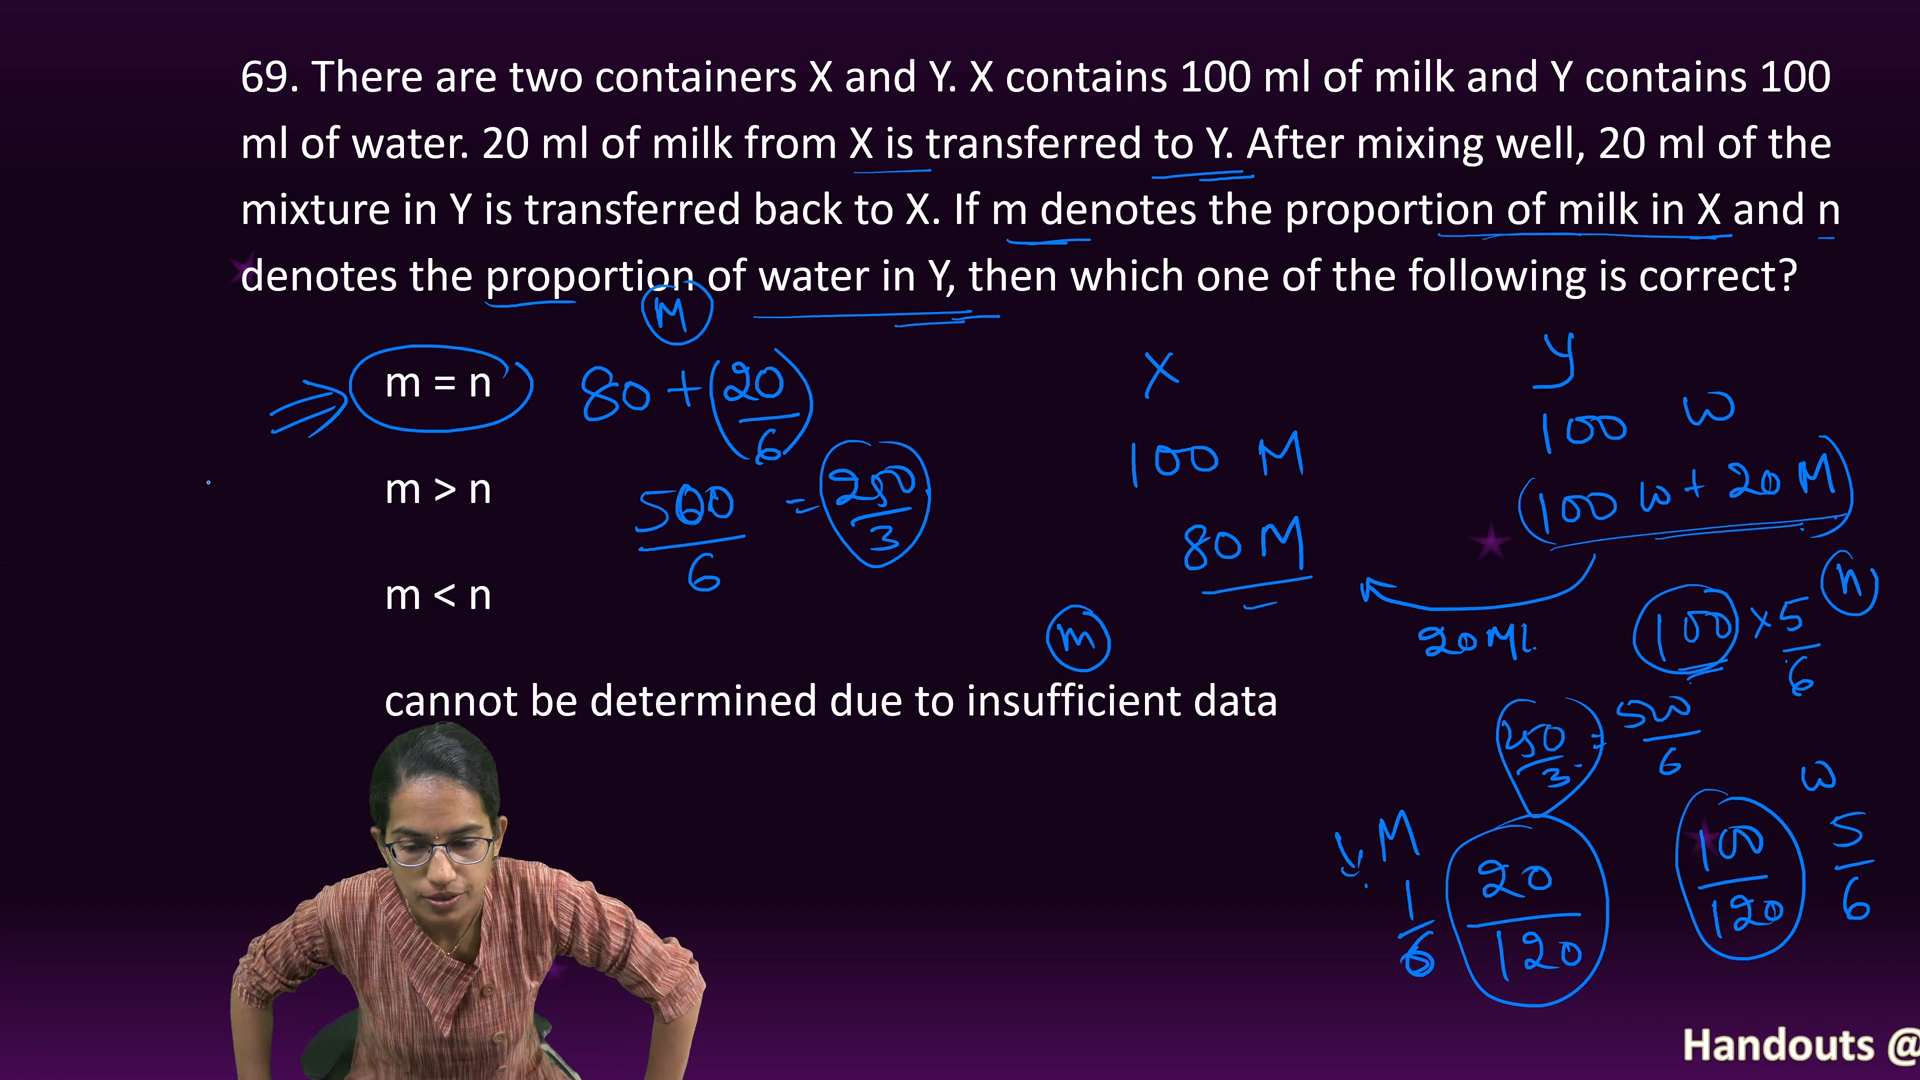 69. There are two containers X and Y. X contains 100 ml of milk and Y contains 100
ml of water. 20 ml of milk from X is transferred to Y. After mixing well, 20 ml of the
mixture in Y is transferred back to X. If m denotes the proportion of milk in X and n
denotes the proportion of water in Y, then which one of the following is correct?
M
m = n
80 + (20/6)
m > n
500/6 = 250/3
m < n
cannot be determined due to insufficient data
X
100 M
80 M
m
Y
100 W
(100 W + 20 M)
20 Ml.
n
100 x 5/6
250/3 = 500/6
M
1/6
20/120
W
100/120
5/6
Handouts @